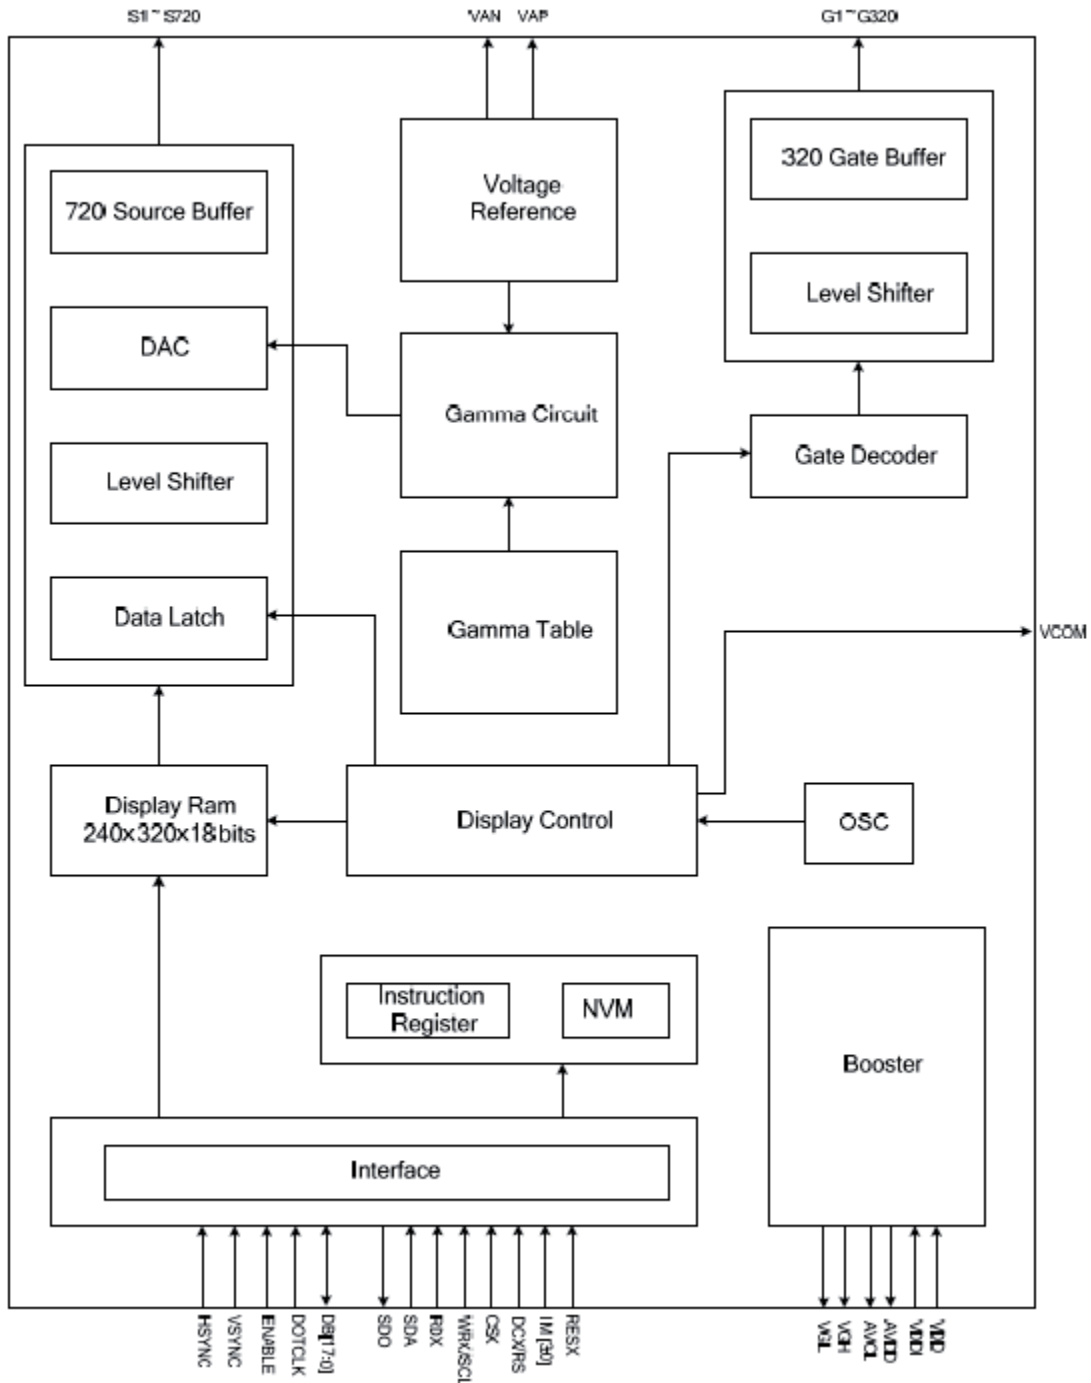 S1 ~ S720
VAN VAP
G1 ~ G320
720 Source Buffer
Voltage
Reference
320 Gate Buffer
Level Shifter
DAC
Gamma Circuit
Gate Decoder
Level Shifter
Data Latch
Gamma Table
VCOM
Display Ram
240x320x18bits
Display Control
OSC
Instruction
Register
NVM
Booster
Interface
HSYNC
VSYNC
ENABLE
DOTCLK
DB[17:0]
SDO
SDA
RDX
WRX/SCL
CSX
DCX/RS
IM [3:0]
RESX
VGL
VGH
AVCL
AVDD
VDDI
VDD